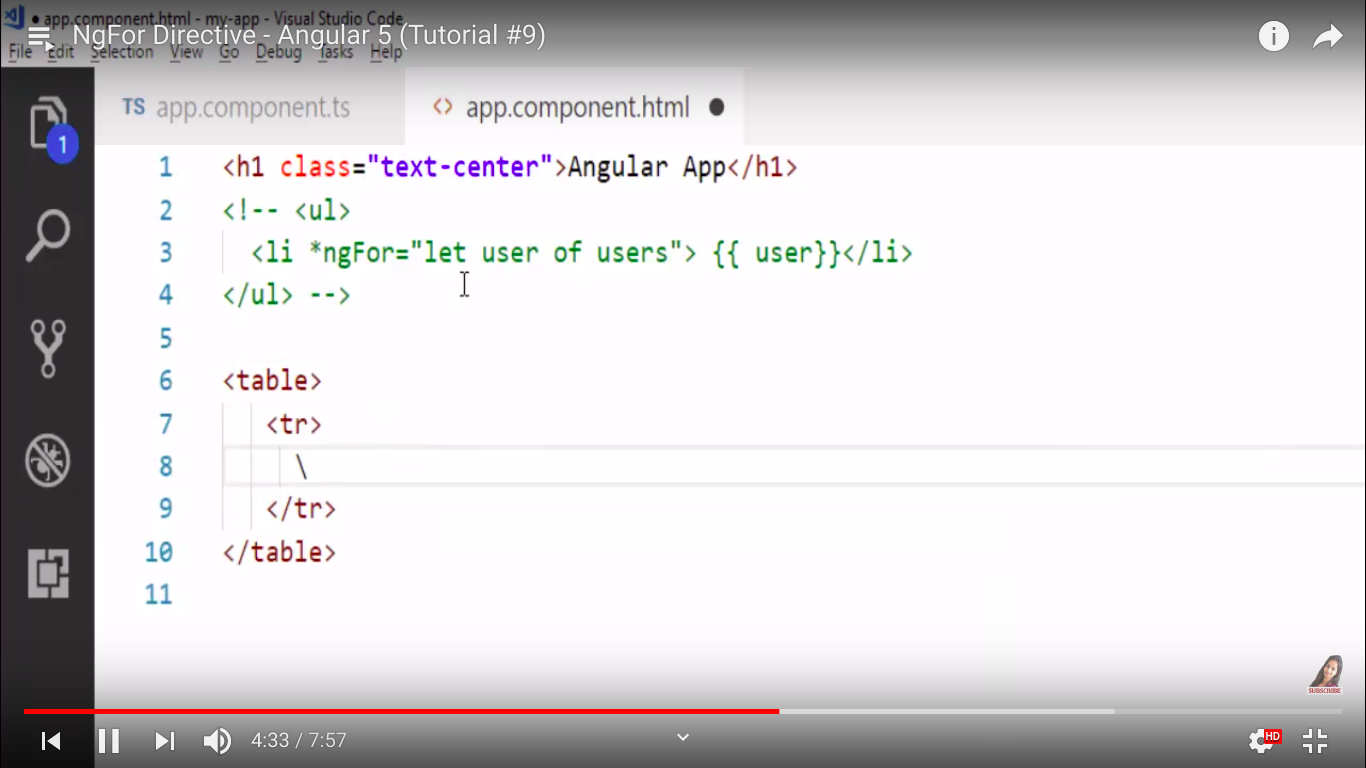 ● app.component.html - my-app - Visual Studio Code
NgFor Directive - Angular 5 (Tutorial #9)
File Edit Selection View Go Debug Tasks Help
TS app.component.ts <> app.component.html ●
1
1 <h1 class="text-center">Angular App</h1>
2 <!-- <ul>
3 <li *ngFor="let user of users"> {{ user}}</li>
4 </ul> -->
5
6 <table>
7 <tr>
8 \
9 </tr>
10 </table>
11
SUBSCRIBE
4:33 / 7:57
HD